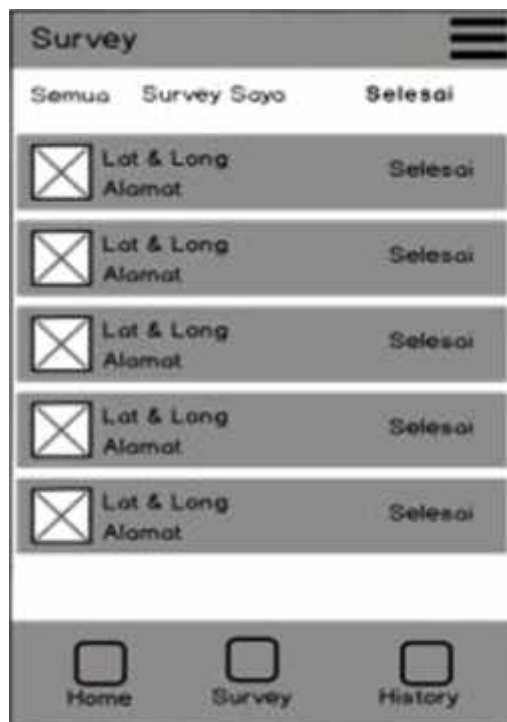 Survey
Semua Survey Saya Selesai
Lat & Long
Alamat
Selesai
Lat & Long
Alamat
Selesai
Lat & Long
Alamat
Selesai
Lat & Long
Alamat
Selesai
Lat & Long
Alamat
Selesai
Home Survey History